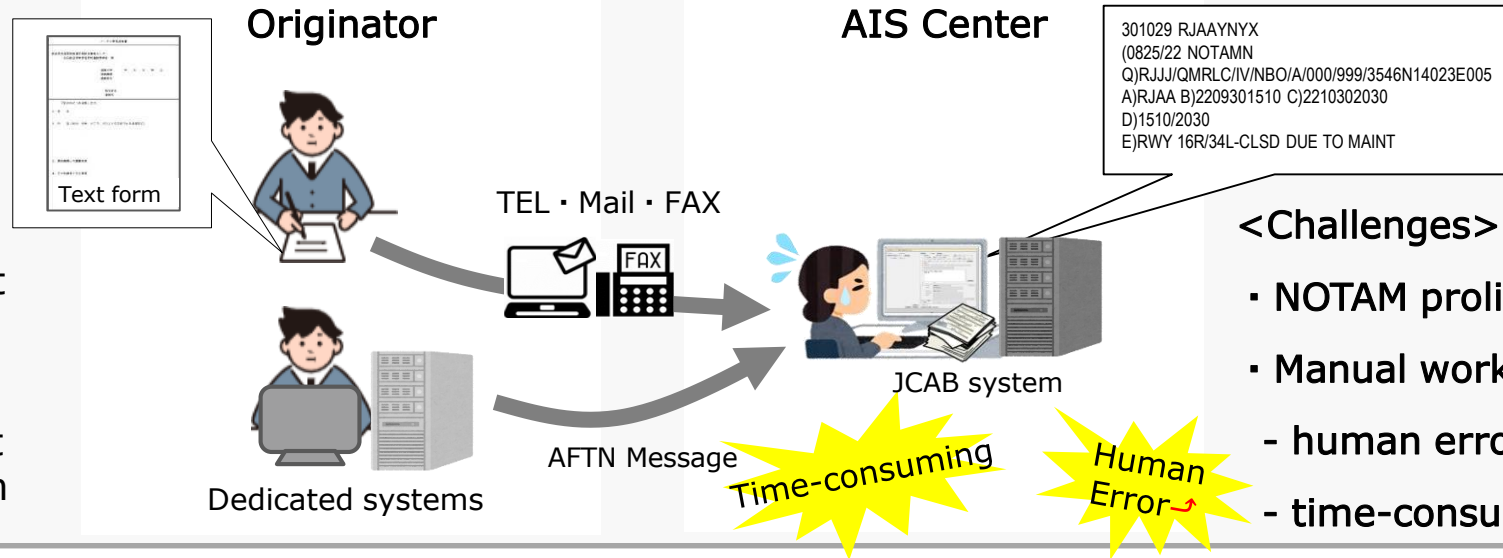 Originator
AIS Center
Text form
TEL・Mail・FAX
FAX
301029 RJAAYNYX
(0825/22 NOTAMN
Q)RJJJ/QMRLC/IV/NBO/A/000/999/3546N14023E005
A)RJAA B)2209301510 C)2210302030
D)1510/2030
E)RWY 16R/34L-CLSD DUE TO MAINT
JCAB system
AFTN Message
Dedicated systems
Time-consuming
Human
Error
<Challenges>
・NOTAM proli
・Manual work
- human erro
- time-consu